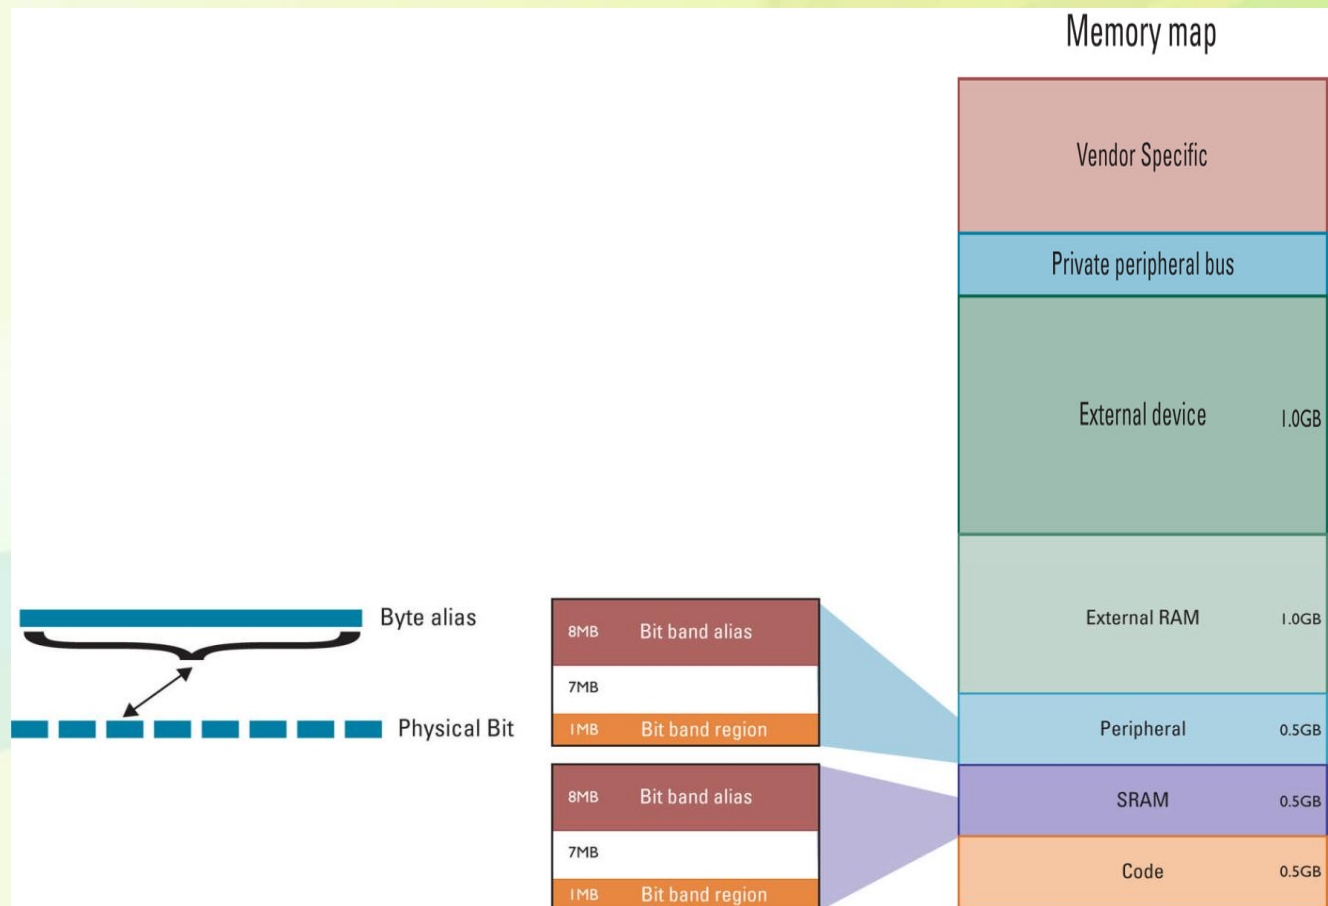 Memory map
Vendor Specific
Private peripheral bus
External device 1.0GB
External RAM 1.0GB
Peripheral 0.5GB
SRAM 0.5GB
Code 0.5GB
Byte alias
Physical Bit
8MB Bit band alias
7MB
1MB Bit band region
8MB Bit band alias
7MB
1MB Bit band region